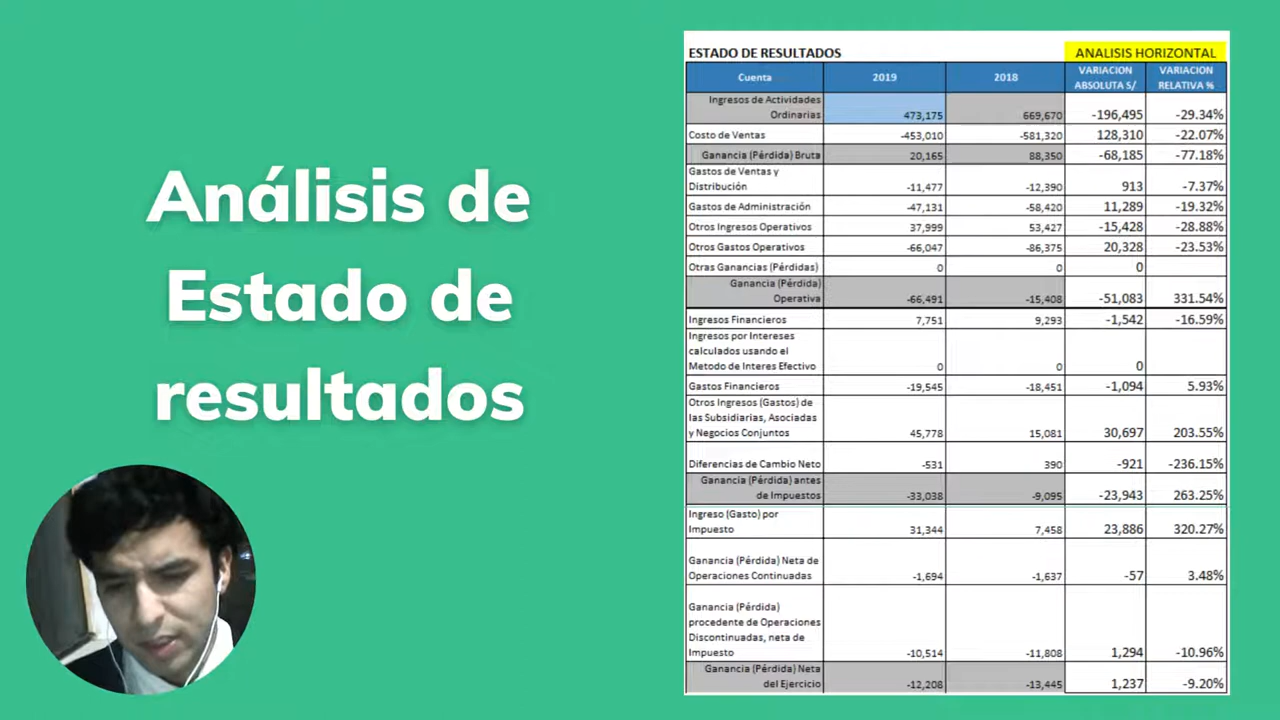 Análisis de
Estado de
resultados
ESTADO DE RESULTADOS ANALISIS HORIZONTAL
Cuenta 2019 2018 VARIACION ABSOLUTA S/ VARIACION RELATIVA %
Ingresos de Actividades
Ordinarias 473,175 669,670 -196,495 -29.34%
Costo de Ventas -453,010 -581,320 128,310 -22.07%
Ganancia (Pérdida) Bruta 20,165 88,350 -68,185 -77.18%
Gastos de Ventas y
Distribución -11,477 -12,390 913 -7.37%
Gastos de Administración -47,131 -58,420 11,289 -19.32%
Otros Ingresos Operativos 37,999 53,427 -15,428 -28.88%
Otros Gastos Operativos -66,047 -86,375 20,328 -23.53%
Otras Ganancias (Pérdidas) 0 0 0
Ganancia (Pérdida)
Operativa -66,491 -15,408 -51,083 331.54%
Ingresos Financieros 7,751 9,293 -1,542 -16.59%
Ingresos por Intereses
calculados usando el
Metodo de Interes Efectivo 0 0 0
Gastos Financieros -19,545 -18,451 -1,094 5.93%
Otros Ingresos (Gastos) de
las Subsidiarias, Asociadas
y Negocios Conjuntos 45,778 15,081 30,697 203.55%
Diferencias de Cambio Neto -531 390 -921 -236.15%
Ganancia (Pérdida) antes
de Impuestos -33,038 -9,095 -23,943 263.25%
Ingreso (Gasto) por
Impuesto 31,344 7,458 23,886 320.27%
Ganancia (Pérdida) Neta de
Operaciones Continuadas -1,694 -1,637 -57 3.48%
Ganancia (Pérdida)
procedente de Operaciones
Discontinuadas, neta de
Impuesto -10,514 -11,808 1,294 -10.96%
Ganancia (Pérdida) Neta
del Ejercicio -12,208 -13,445 1,237 -9.20%